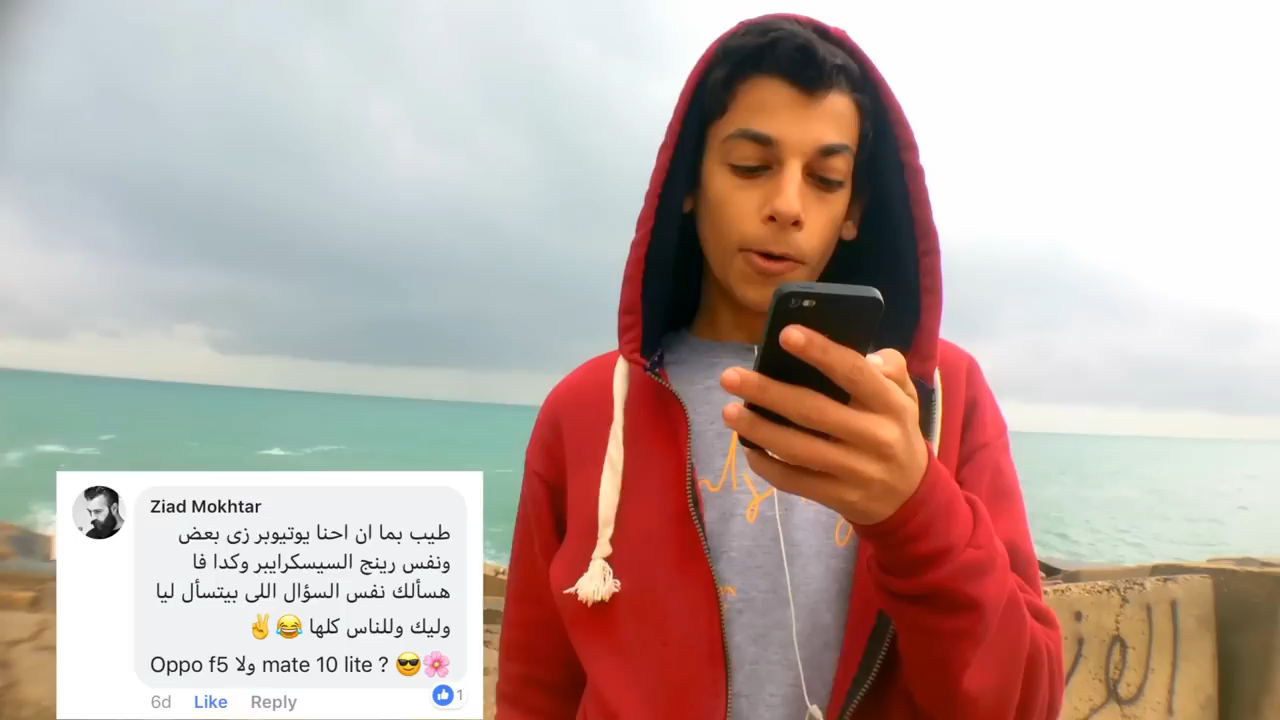 Ziad Mokhtar
طيب بما ان احنا يوتيوبر زى بعض
ونفس رينج السيسكرايبر وكدا فا
هسألك نفس السؤال اللى بيتسأل ليا
وليك وللناس كلها 😂✌
Oppo f5 ولا mate 10 lite ? 😎🌸
6d Like Reply 1